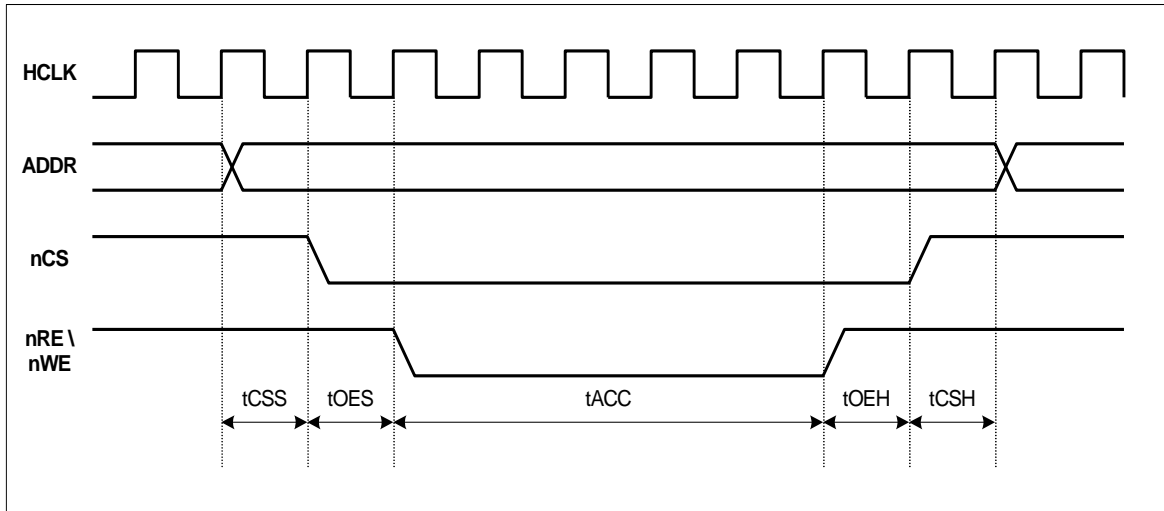 HCLK
ADDR
nCS
nRE \
nWE
tCSS
tOES
tACC
tOEH
tCSH